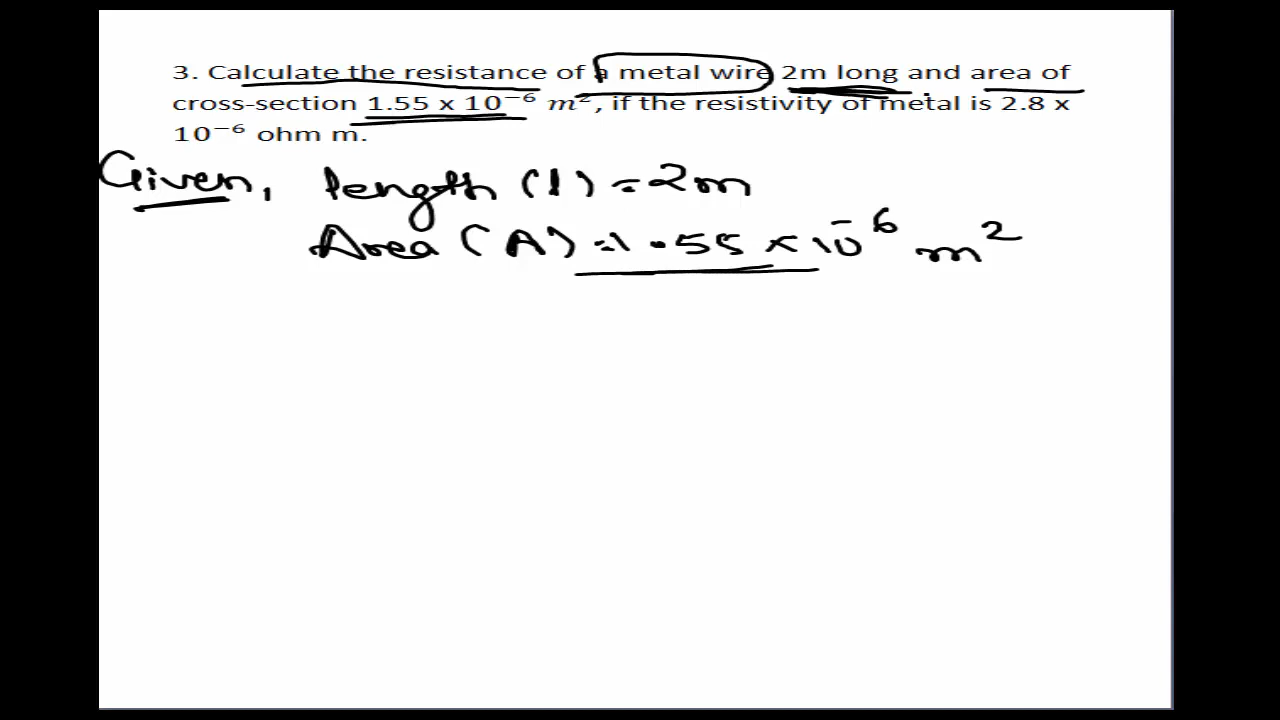 3. Calculate the resistance of a metal wire 2m long and area of
cross-section 1.55 x 10⁻⁶ m², if the resistivity of metal is 2.8 x
10⁻⁶ ohm m.
Given, length (l) = 2m
Area (A) = 1.55 × 10⁻⁶ m²